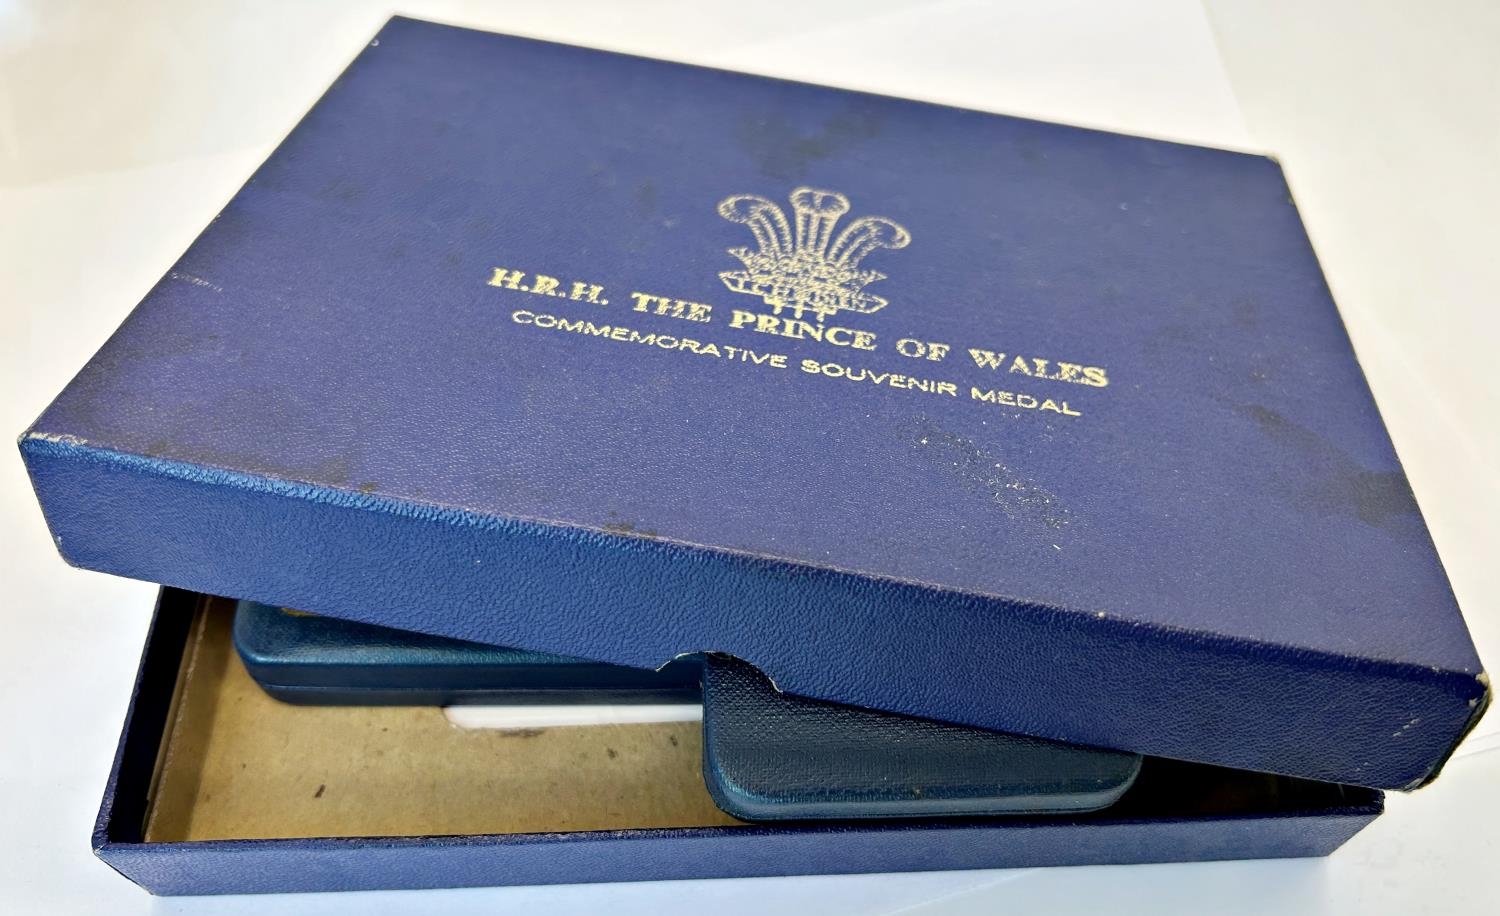 H.R.H. THE PRINCE OF WALES
COMMEMORATIVE SOUVENIR MEDAL